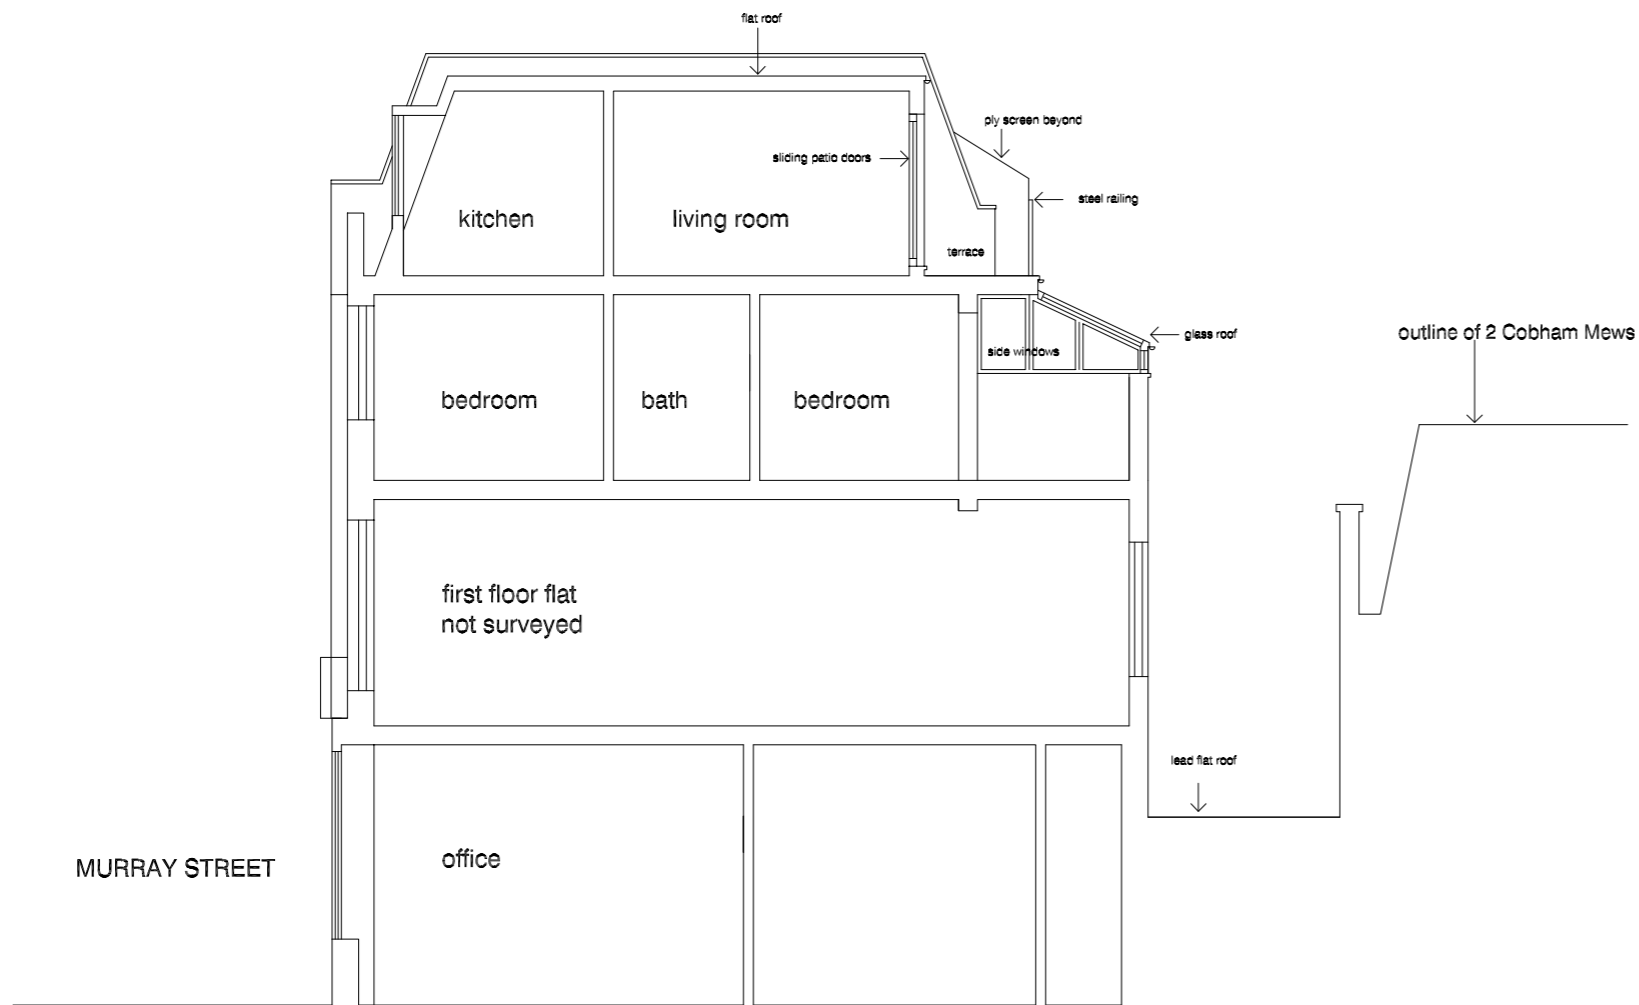 flat roof
ply screen beyond
sliding patio doors
steel railing
kitchen
living room
terrace
glass roof
outline of 2 Cobham Mews
side windows
bedroom
bath
bedroom
first floor flat
not surveyed
lead flat roof
office
MURRAY STREET